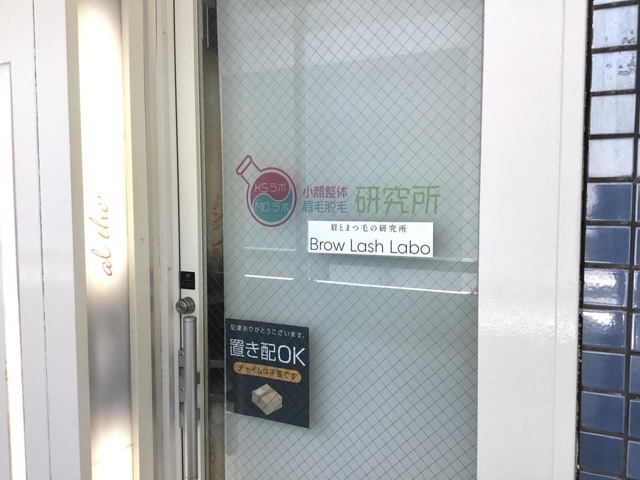 KSラボ
MDラボ
小顔整体
眉毛脱毛
研究所
眉とまつ毛の研究所
Brow Lash Labo
al the
配達ありがとうございます。
置き配OK
チャイムは不要です